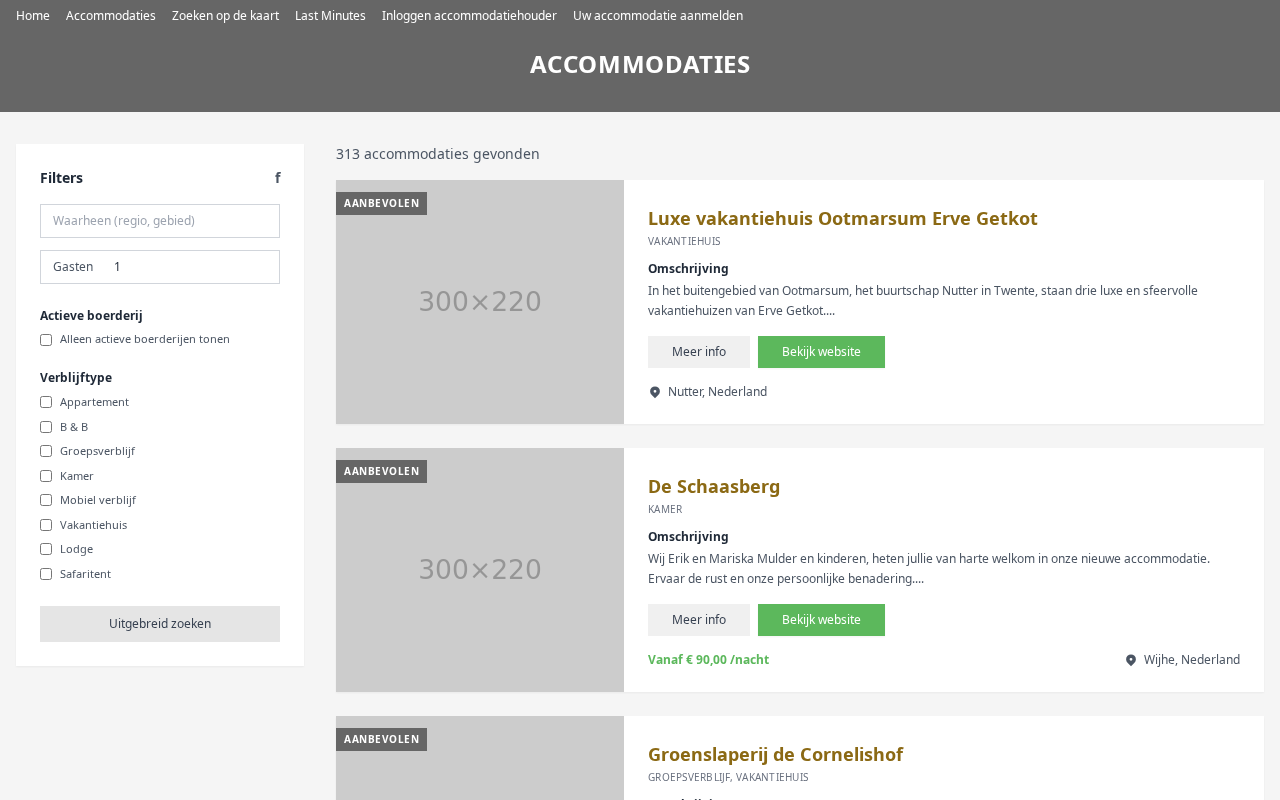 Home Accommodaties Zoeken op de kaart Last Minutes Inloggen accommodatiehouder Uw accommodatie aanmelden
ACCOMMODATIES
Filters f
Waarheen (regio, gebied)
Gasten 1
Actieve boerderij
Alleen actieve boerderijen tonen
Verblijftype
Appartement
B & B
Groepsverblijf
Kamer
Mobiel verblijf
Vakantiehuis
Lodge
Safaritent
Uitgebreid zoeken
313 accommodaties gevonden
AANBEVOLEN
300×220
Luxe vakantiehuis Ootmarsum Erve Getkot
VAKANTIEHUIS
Omschrijving
In het buitengebied van Ootmarsum, het buurtschap Nutter in Twente, staan drie luxe en sfeervolle
vakantiehuizen van Erve Getkot....
Meer info Bekijk website
Nutter, Nederland
AANBEVOLEN
300×220
De Schaasberg
KAMER
Omschrijving
Wij Erik en Mariska Mulder en kinderen, heten jullie van harte welkom in onze nieuwe accommodatie.
Ervaar de rust en onze persoonlijke benadering....
Meer info Bekijk website
Vanaf € 90,00 /nacht Wijhe, Nederland
AANBEVOLEN
Groenslaperij de Cornelishof
GROEPSVERBLIJF, VAKANTIEHUIS